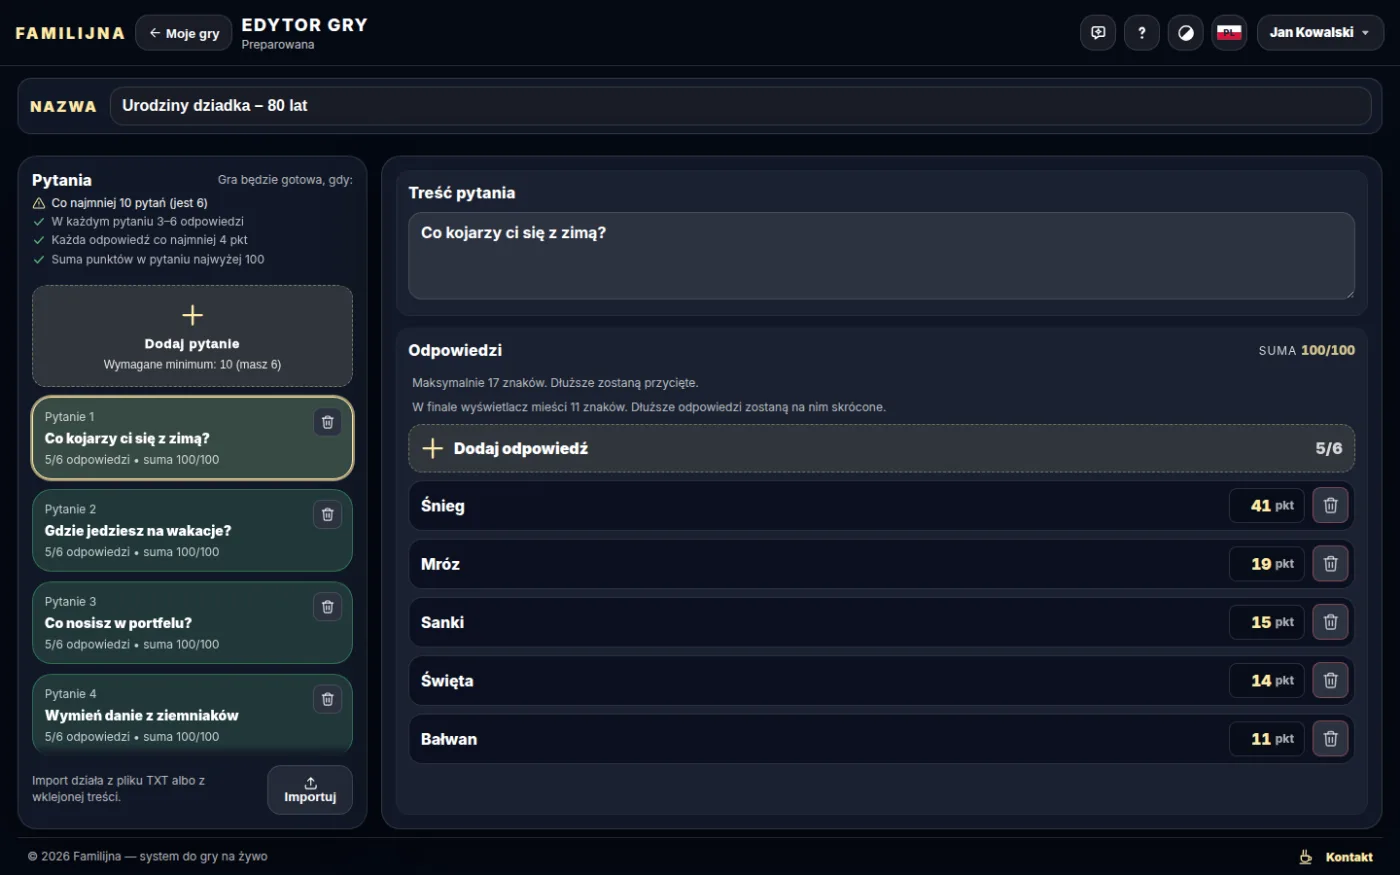 FAMILIJNA
← Moje gry
EDYTOR GRY
Preparowana
?
PL
Jan Kowalski
NAZWA
Urodziny dziadka – 80 lat
Pytania
Gra będzie gotowa, gdy:
Co najmniej 10 pytań (jest 6)
W każdym pytaniu 3–6 odpowiedzi
Każda odpowiedź co najmniej 4 pkt
Suma punktów w pytaniu najwyżej 100
Dodaj pytanie
Wymagane minimum: 10 (masz 6)
Pytanie 1
Co kojarzy ci się z zimą?
5/6 odpowiedzi • suma 100/100
Pytanie 2
Gdzie jedziesz na wakacje?
5/6 odpowiedzi • suma 100/100
Pytanie 3
Co nosisz w portfelu?
5/6 odpowiedzi • suma 100/100
Pytanie 4
Wymień danie z ziemniaków
5/6 odpowiedzi • suma 100/100
Import działa z pliku TXT albo z
wklejonej treści.
Importuj
Treść pytania
Co kojarzy ci się z zimą?
Odpowiedzi
SUMA 100/100
Maksymalnie 17 znaków. Dłuższe zostaną przycięte.
W finale wyświetlacz mieści 11 znaków. Dłuższe odpowiedzi zostaną na nim skrócone.
Dodaj odpowiedź
5/6
Śnieg
41 pkt
Mróz
19 pkt
Sanki
15 pkt
Święta
14 pkt
Bałwan
11 pkt
© 2026 Familijna — system do gry na żywo
Kontakt